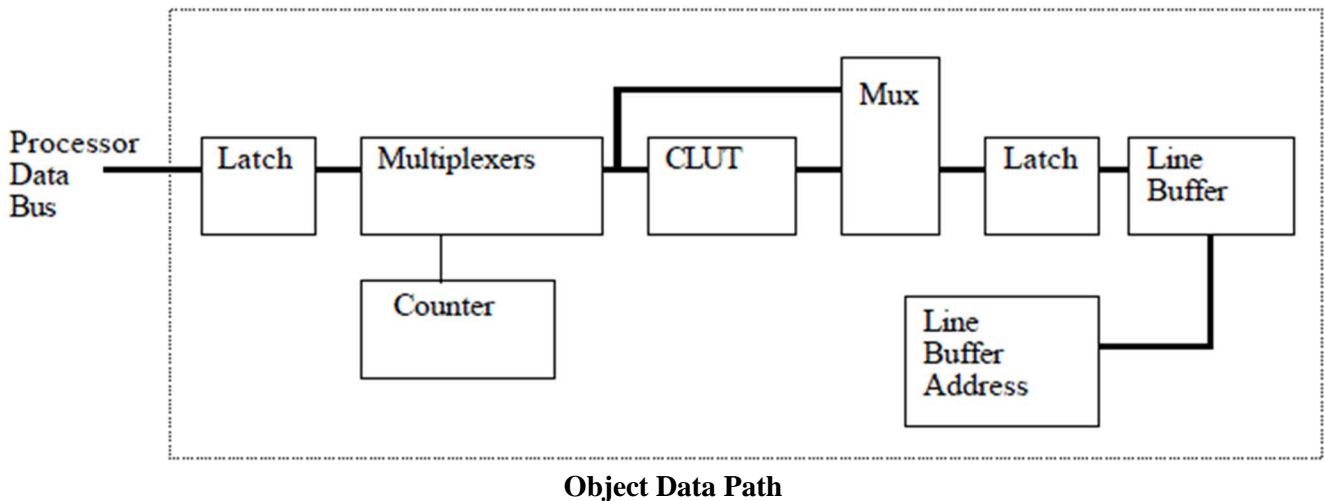 Processor
Data
Bus
Latch
Multiplexers
CLUT
Mux
Latch
Line
Buffer
Counter
Line
Buffer
Address
Object Data Path